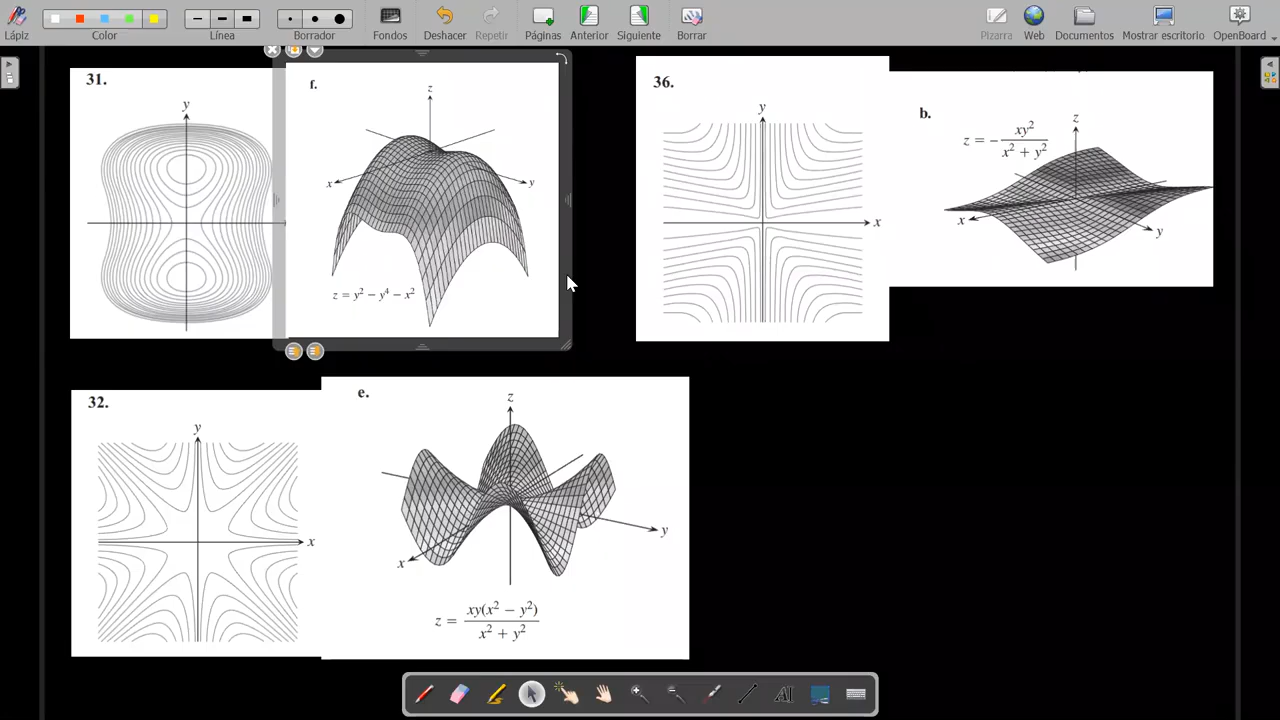 Lápiz Color Línea Borrador Fondos Deshacer Repetir Páginas Anterior Siguiente Borrar Pizarra Web Documentos Mostrar escritorio OpenBoard
31.
y
f.
z
x
y
z = y² − y⁴ − x²
36.
y
x
b.
z = − xy² / x² + y²
z
x
y
32.
y
x
e.
z
x
y
z = xy(x² − y²) / x² + y²
AI